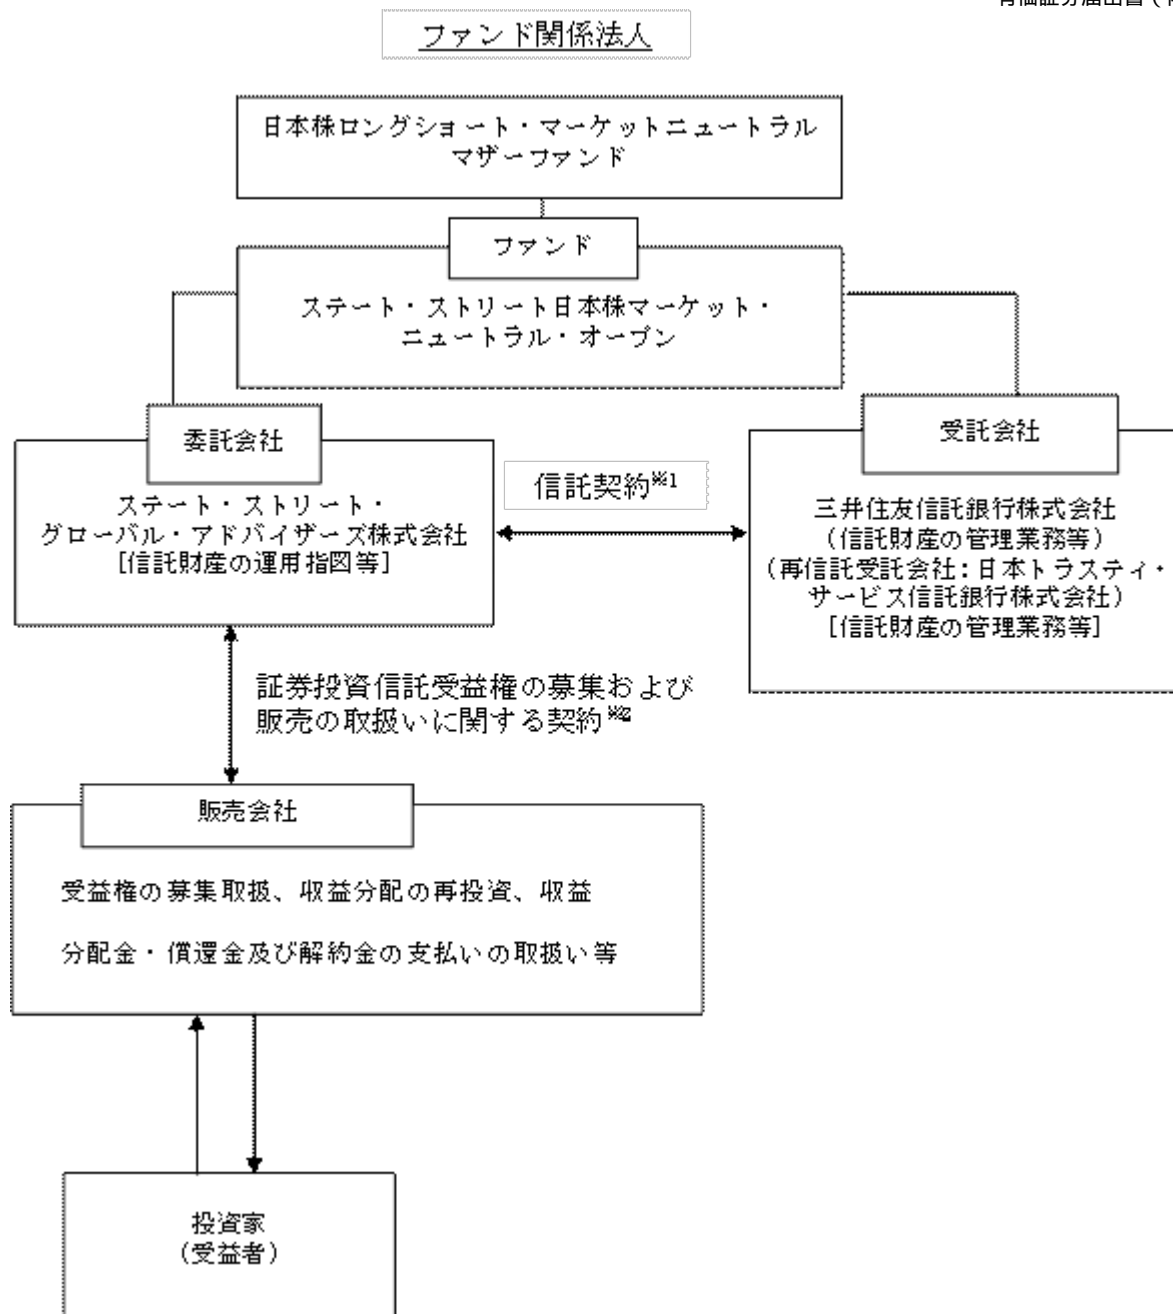 有価証券届出書(
ファンド関係法人
日本株ロングショート・マーケットニュートラル
マザーファンド
ファンド
ステート・ストリート日本株マーケット・
ニュートラル・オープン
委託会社
ステート・ストリート・
グローバル・アドバイザーズ株式会社
[信託財産の運用指図等]
信託契約※1
受託会社
三井住友信託銀行株式会社
(信託財産の管理業務等)
(再信託受託会社:日本トラスティ・
サービス信託銀行株式会社)
[信託財産の管理業務等]
証券投資信託受益権の募集および
販売の取扱いに関する契約※2
販売会社
受益権の募集取扱、収益分配の再投資、収益
分配金・償還金及び解約金の支払いの取扱い等
投資家
(受益者)